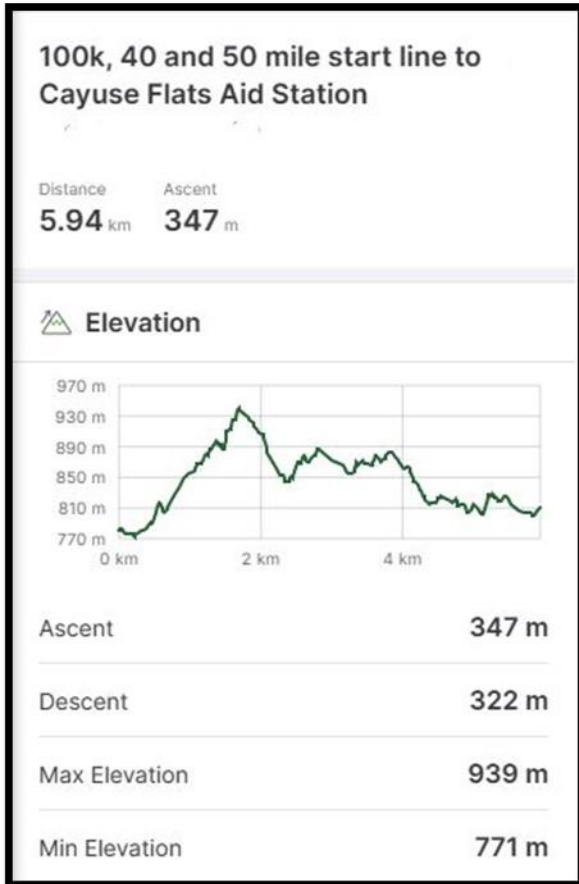 100k, 40 and 50 mile start line to
Cayuse Flats Aid Station
Distance Ascent
5.94 km 347 m
Elevation
970 m
930 m
890 m
850 m
810 m
770 m
0 km 2 km 4 km
Ascent 347 m
Descent 322 m
Max Elevation 939 m
Min Elevation 771 m